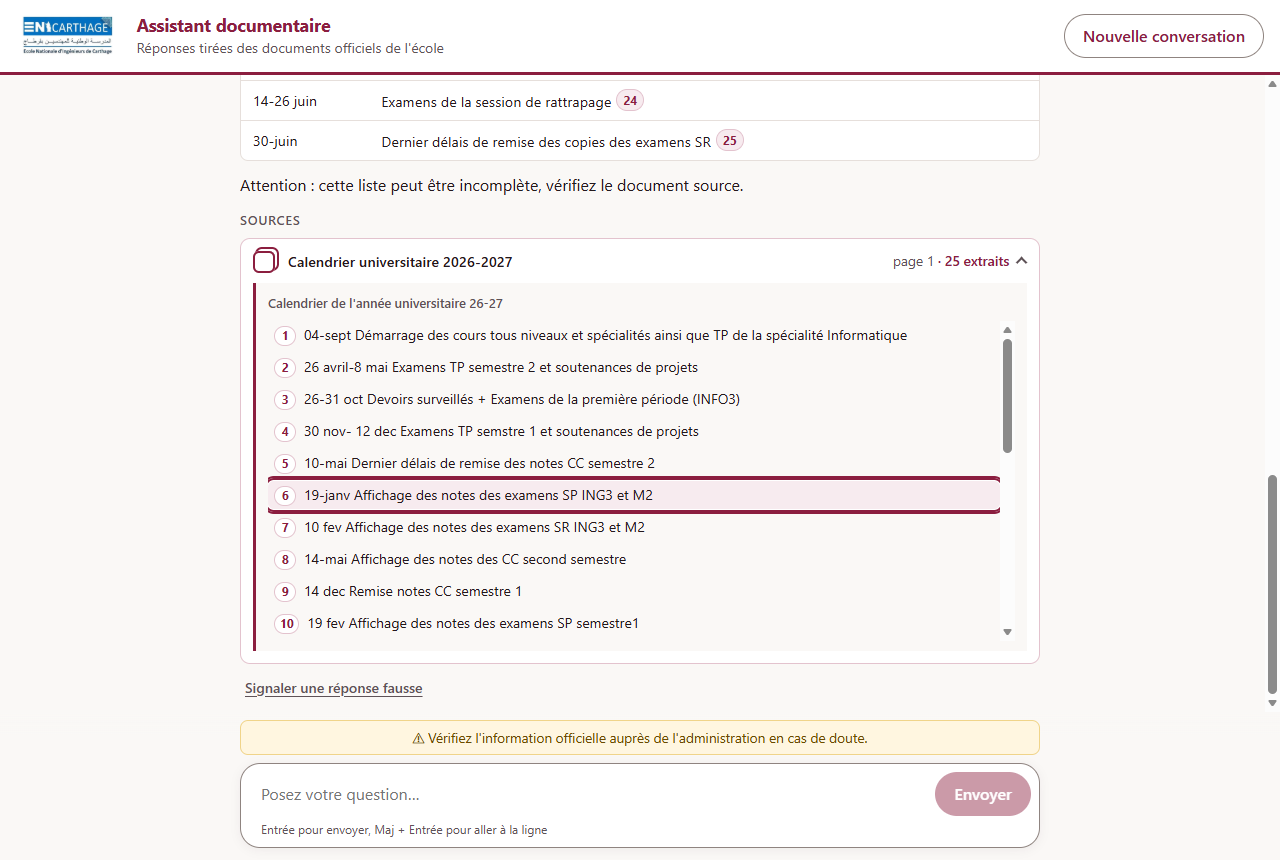 ENICARTHAGE
Ecole Nationale d'Ingénieurs de Carthage
Assistant documentaire
Réponses tirées des documents officiels de l'école
Nouvelle conversation
14-26 juin Examens de la session de rattrapage 24
30-juin Dernier délais de remise des copies des examens SR 25
Attention : cette liste peut être incomplète, vérifiez le document source.
SOURCES
Calendrier universitaire 2026-2027 page 1 · 25 extraits
Calendrier de l'année universitaire 26-27
1 04-sept Démarrage des cours tous niveaux et spécialités ainsi que TP de la spécialité Informatique
2 26 avril-8 mai Examens TP semestre 2 et soutenances de projets
3 26-31 oct Devoirs surveillés + Examens de la première période (INFO3)
4 30 nov- 12 dec Examens TP semstre 1 et soutenances de projets
5 10-mai Dernier délais de remise des notes CC semestre 2
6 19-janv Affichage des notes des examens SP ING3 et M2
7 10 fev Affichage des notes des examens SR ING3 et M2
8 14-mai Affichage des notes des CC second semestre
9 14 dec Remise notes CC semestre 1
10 19 fev Affichage des notes des examens SP semestre1
Signaler une réponse fausse
⚠ Vérifiez l'information officielle auprès de l'administration en cas de doute.
Posez votre question...
Envoyer
Entrée pour envoyer, Maj + Entrée pour aller à la ligne